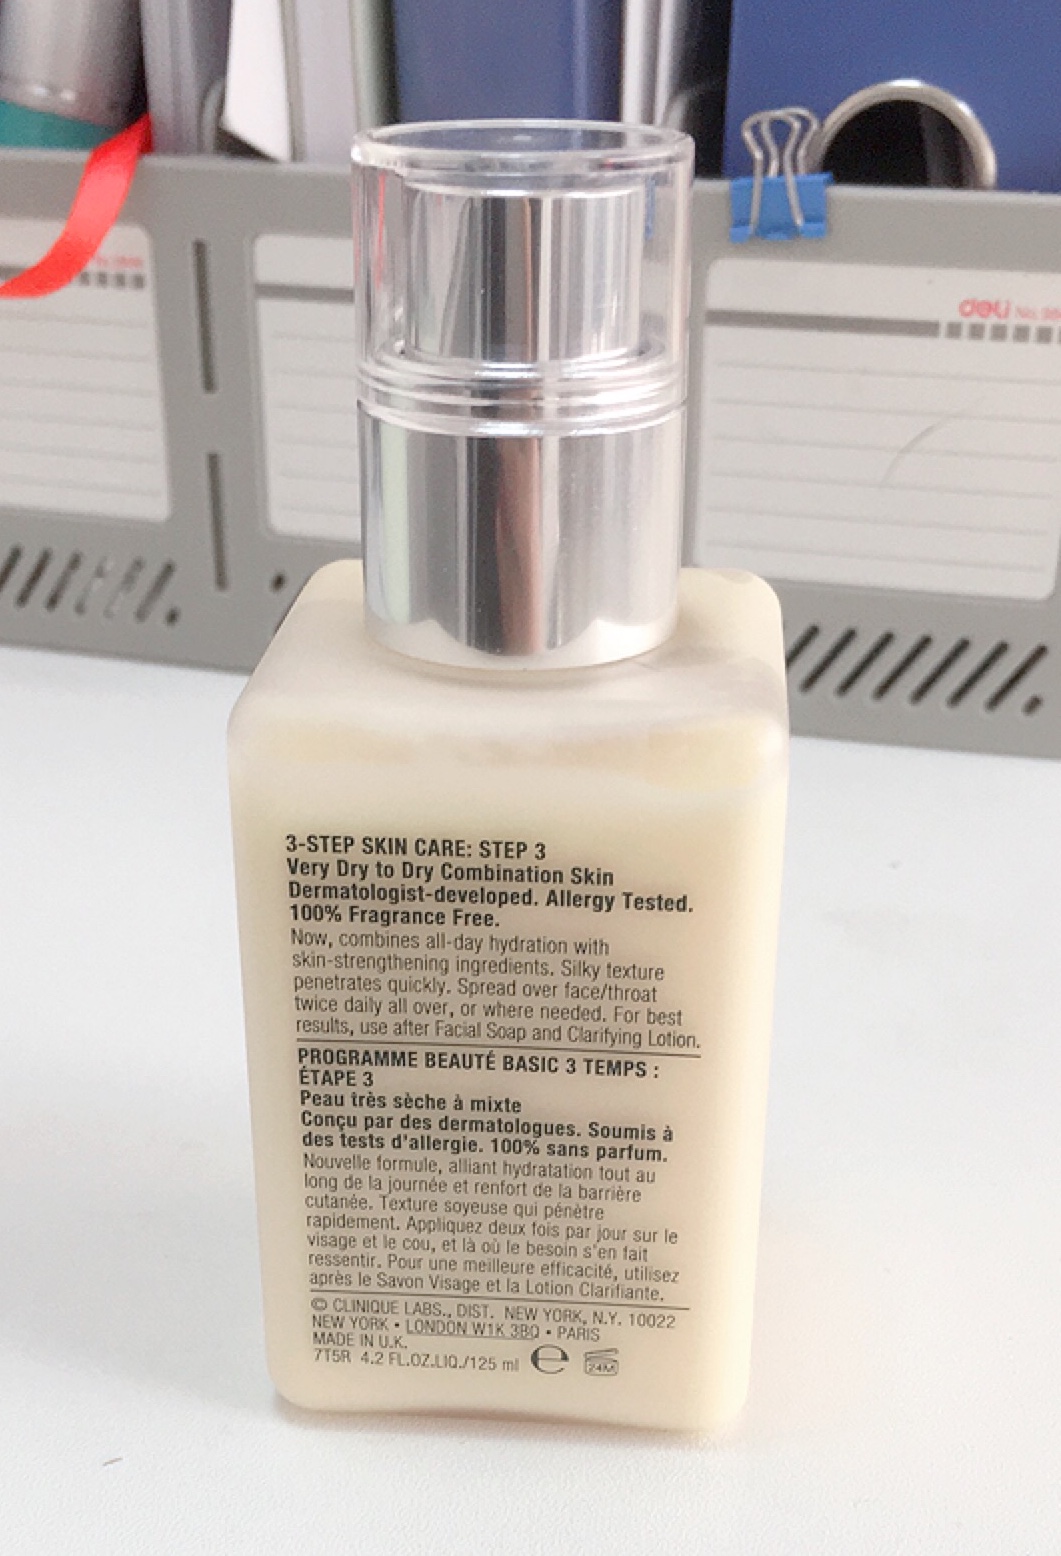 deli
3-STEP SKIN CARE: STEP 3
Very Dry to Dry Combination Skin
Dermatologist-developed. Allergy Tested.
100% Fragrance Free.
Now, combines all-day hydration with
skin-strengthening ingredients. Silky texture
penetrates quickly. Spread over face/throat
twice daily all over, or where needed. For best
results, use after Facial Soap and Clarifying Lotion.
PROGRAMME BEAUTÉ BASIC 3 TEMPS :
ÉTAPE 3
Peau très sèche à mixte
Conçu par des dermatologues. Soumis à
des tests d'allergie. 100% sans parfum.
Nouvelle formule, alliant hydratation tout au
long de la journée et renfort de la barrière
cutanée. Texture soyeuse qui pénètre
rapidement. Appliquez deux fois par jour sur le
visage et le cou, et là où le besoin s'en fait
ressentir. Pour une meilleure efficacité, utilisez
après le Savon Visage et la Lotion Clarifiante.
© CLINIQUE LABS., DIST. NEW YORK, N.Y. 10022
NEW YORK • LONDON W1K 3BQ • PARIS
MADE IN U.K.
7T5R 4.2 FL.OZ.LIQ./125 ml e 24M